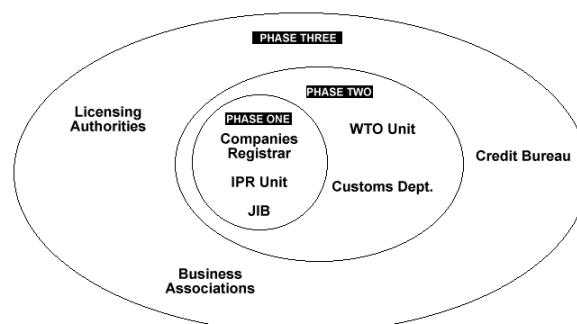 PHASE THREE
PHASE TWO
Licensing
Authorities
PHASE ONE
Companies
Registrar
WTO Unit
Credit Bureau
IPR Unit
Customs Dept.
JIB
Business
Associations